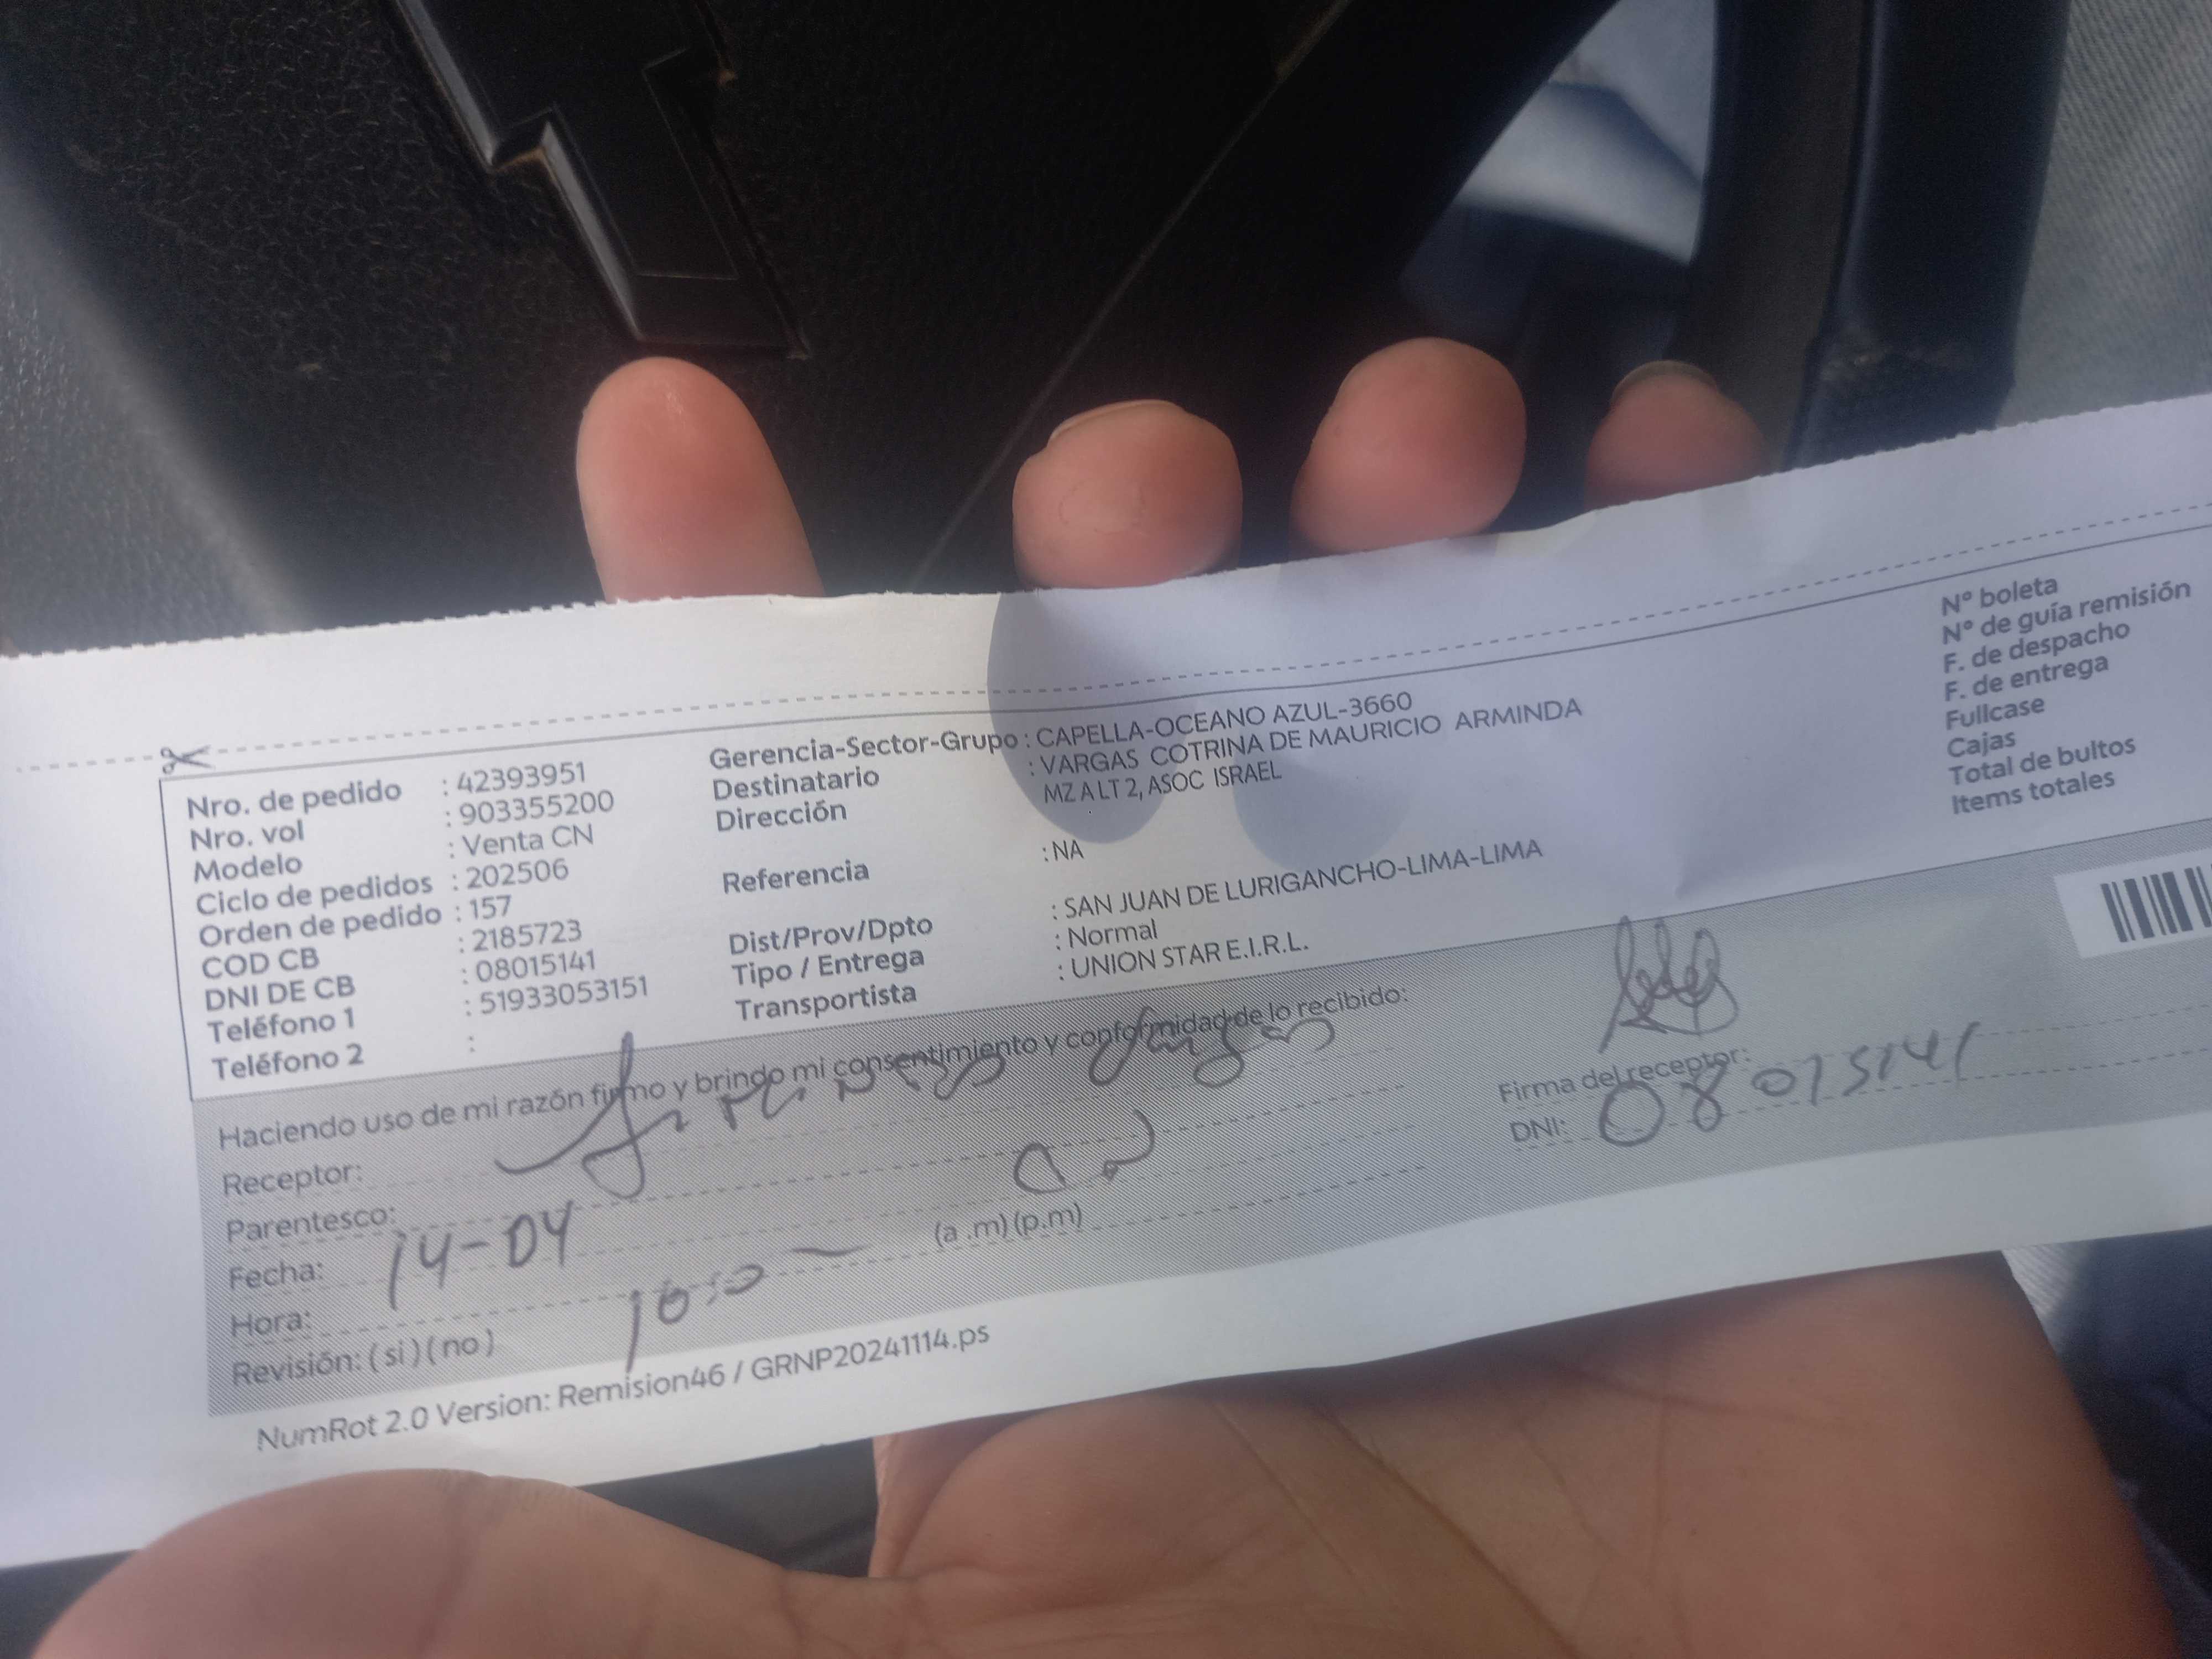 Nro. de pedido : 42393951
Nro. vol : 903355200
Modelo : Venta CN
Ciclo de pedidos : 202506
Orden de pedido : 157
COD CB : 2185723
DNI DE CB : 08015141
Teléfono 1 : 51933053151
Teléfono 2 :
Gerencia-Sector-Grupo : CAPELLA-OCEANO AZUL-3660
Destinatario : VARGAS COTRINA DE MAURICIO ARMINDA
Dirección MZ A LT 2, ASOC ISRAEL
Referencia : NA
Dist/Prov/Dpto : SAN JUAN DE LURIGANCHO-LIMA-LIMA
Tipo / Entrega : Normal
Transportista : UNION STAR E.I.R.L.
N° boleta
N° de guía remisión
F. de despacho
F. de entrega
Fullcase
Cajas
Total de bultos
Items totales
Haciendo uso de mi razón firmo y brindo mi consentimiento y conformidad de lo recibido:
Receptor:
Parentesco:
Fecha: 14-04
Hora: (a .m) (p.m)
Revisión: ( si ) ( no )
Firma del receptor:
DNI: 08015141
NumRot 2.0 Version: Remision46 / GRNP20241114.ps